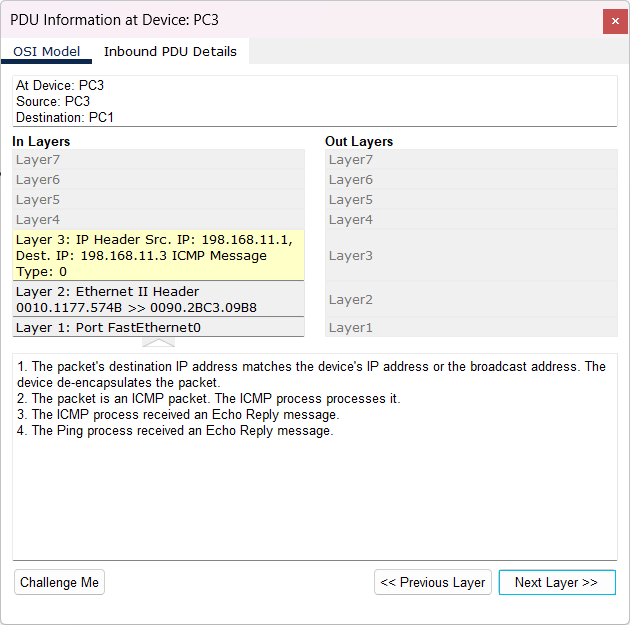 PDU Information at Device: PC3
OSI Model
Inbound PDU Details
At Device: PC3
Source: PC3
Destination: PC1
In Layers
Layer7
Layer6
Layer5
Layer4
Layer 3: IP Header Src. IP: 198.168.11.1,
Dest. IP: 198.168.11.3 ICMP Message
Type: 0
Layer 2: Ethernet II Header
0010.1177.574B >> 0090.2BC3.09B8
Layer 1: Port FastEthernet0
Out Layers
Layer7
Layer6
Layer5
Layer4
Layer3
Layer2
Layer1
1. The packet's destination IP address matches the device's IP address or the broadcast address. The
device de-encapsulates the packet.
2. The packet is an ICMP packet. The ICMP process processes it.
3. The ICMP process received an Echo Reply message.
4. The Ping process received an Echo Reply message.
Challenge Me
<< Previous Layer
Next Layer >>